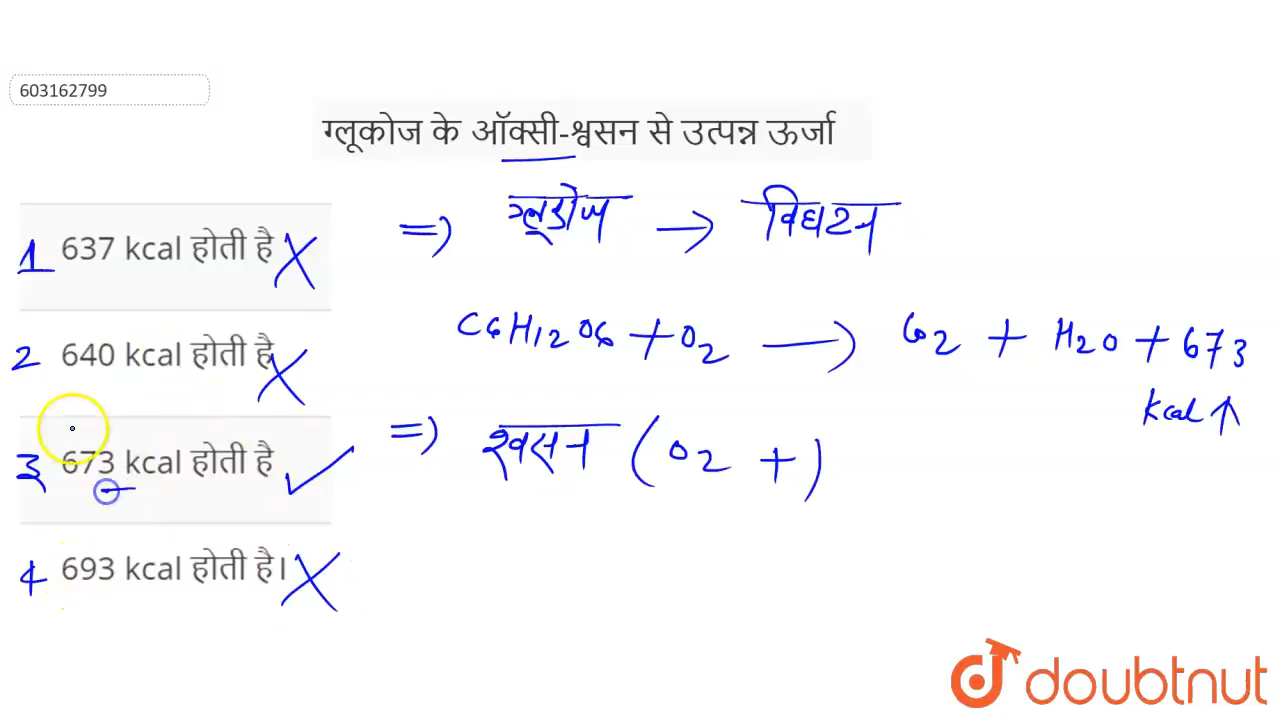 603162799
ग्लूकोज के ऑक्सी-श्वसन से उत्पन्न ऊर्जा
⇒ ग्लूकोज → विघटन
1 637 kcal होती है X
C6H12O6 + O2 → CO2 + H2O + 673
kcal ↑
2 640 kcal होती है X
⇒ श्वसन (O2 +)
3 673 kcal होती है ✓
4 693 kcal होती है। X
doubtnut